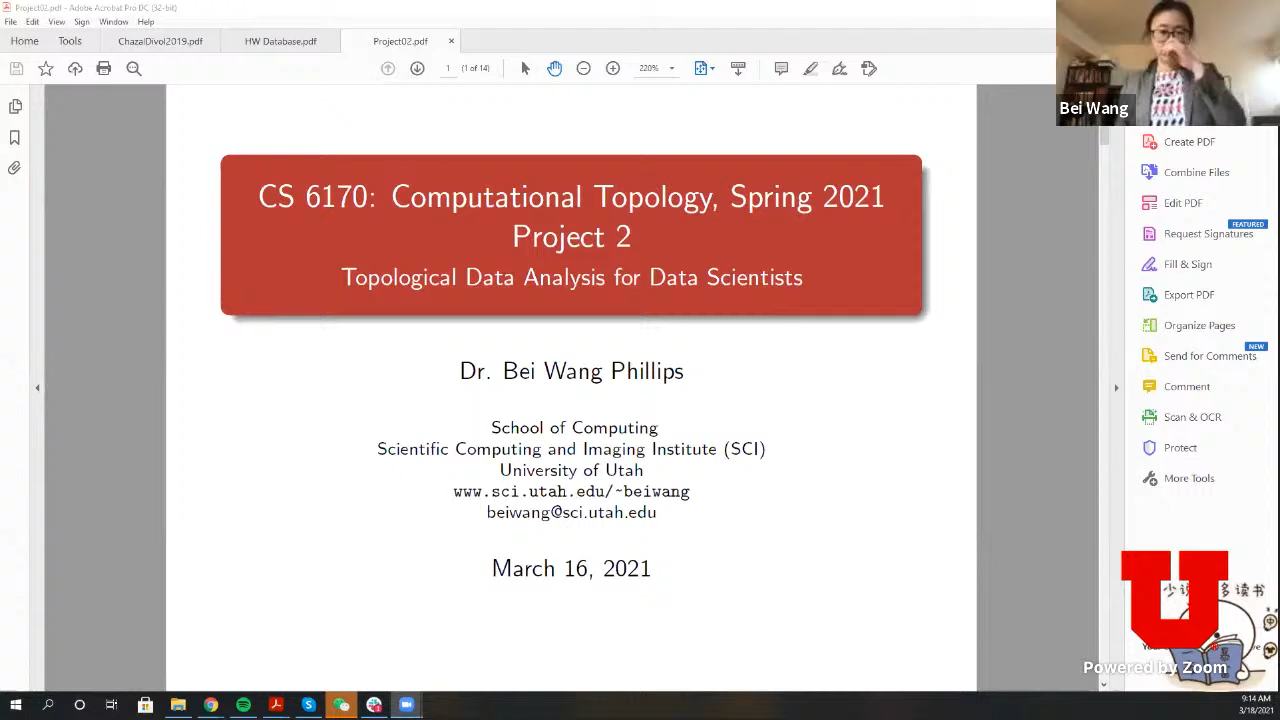 Project02.pdf - Adobe Acrobat Pro DC (32-bit)
File Edit View Sign Window Help
Home Tools ChazalDivol2019.pdf HW Database.pdf Project02.pdf ×
1 (1 of 14) 220%
Bei Wang
CS 6170: Computational Topology, Spring 2021
Project 2
Topological Data Analysis for Data Scientists
Dr. Bei Wang Phillips
School of Computing
Scientific Computing and Imaging Institute (SCI)
University of Utah
www.sci.utah.edu/~beiwang
beiwang@sci.utah.edu
March 16, 2021
Create PDF
Combine Files
Edit PDF
FEATURED
Request Signatures
Fill & Sign
Export PDF
Organize Pages
NEW
Send for Comments
Comment
Scan & OCR
Protect
More Tools
少说
多读书
Powered by Zoom
9:14 AM
3/18/2021